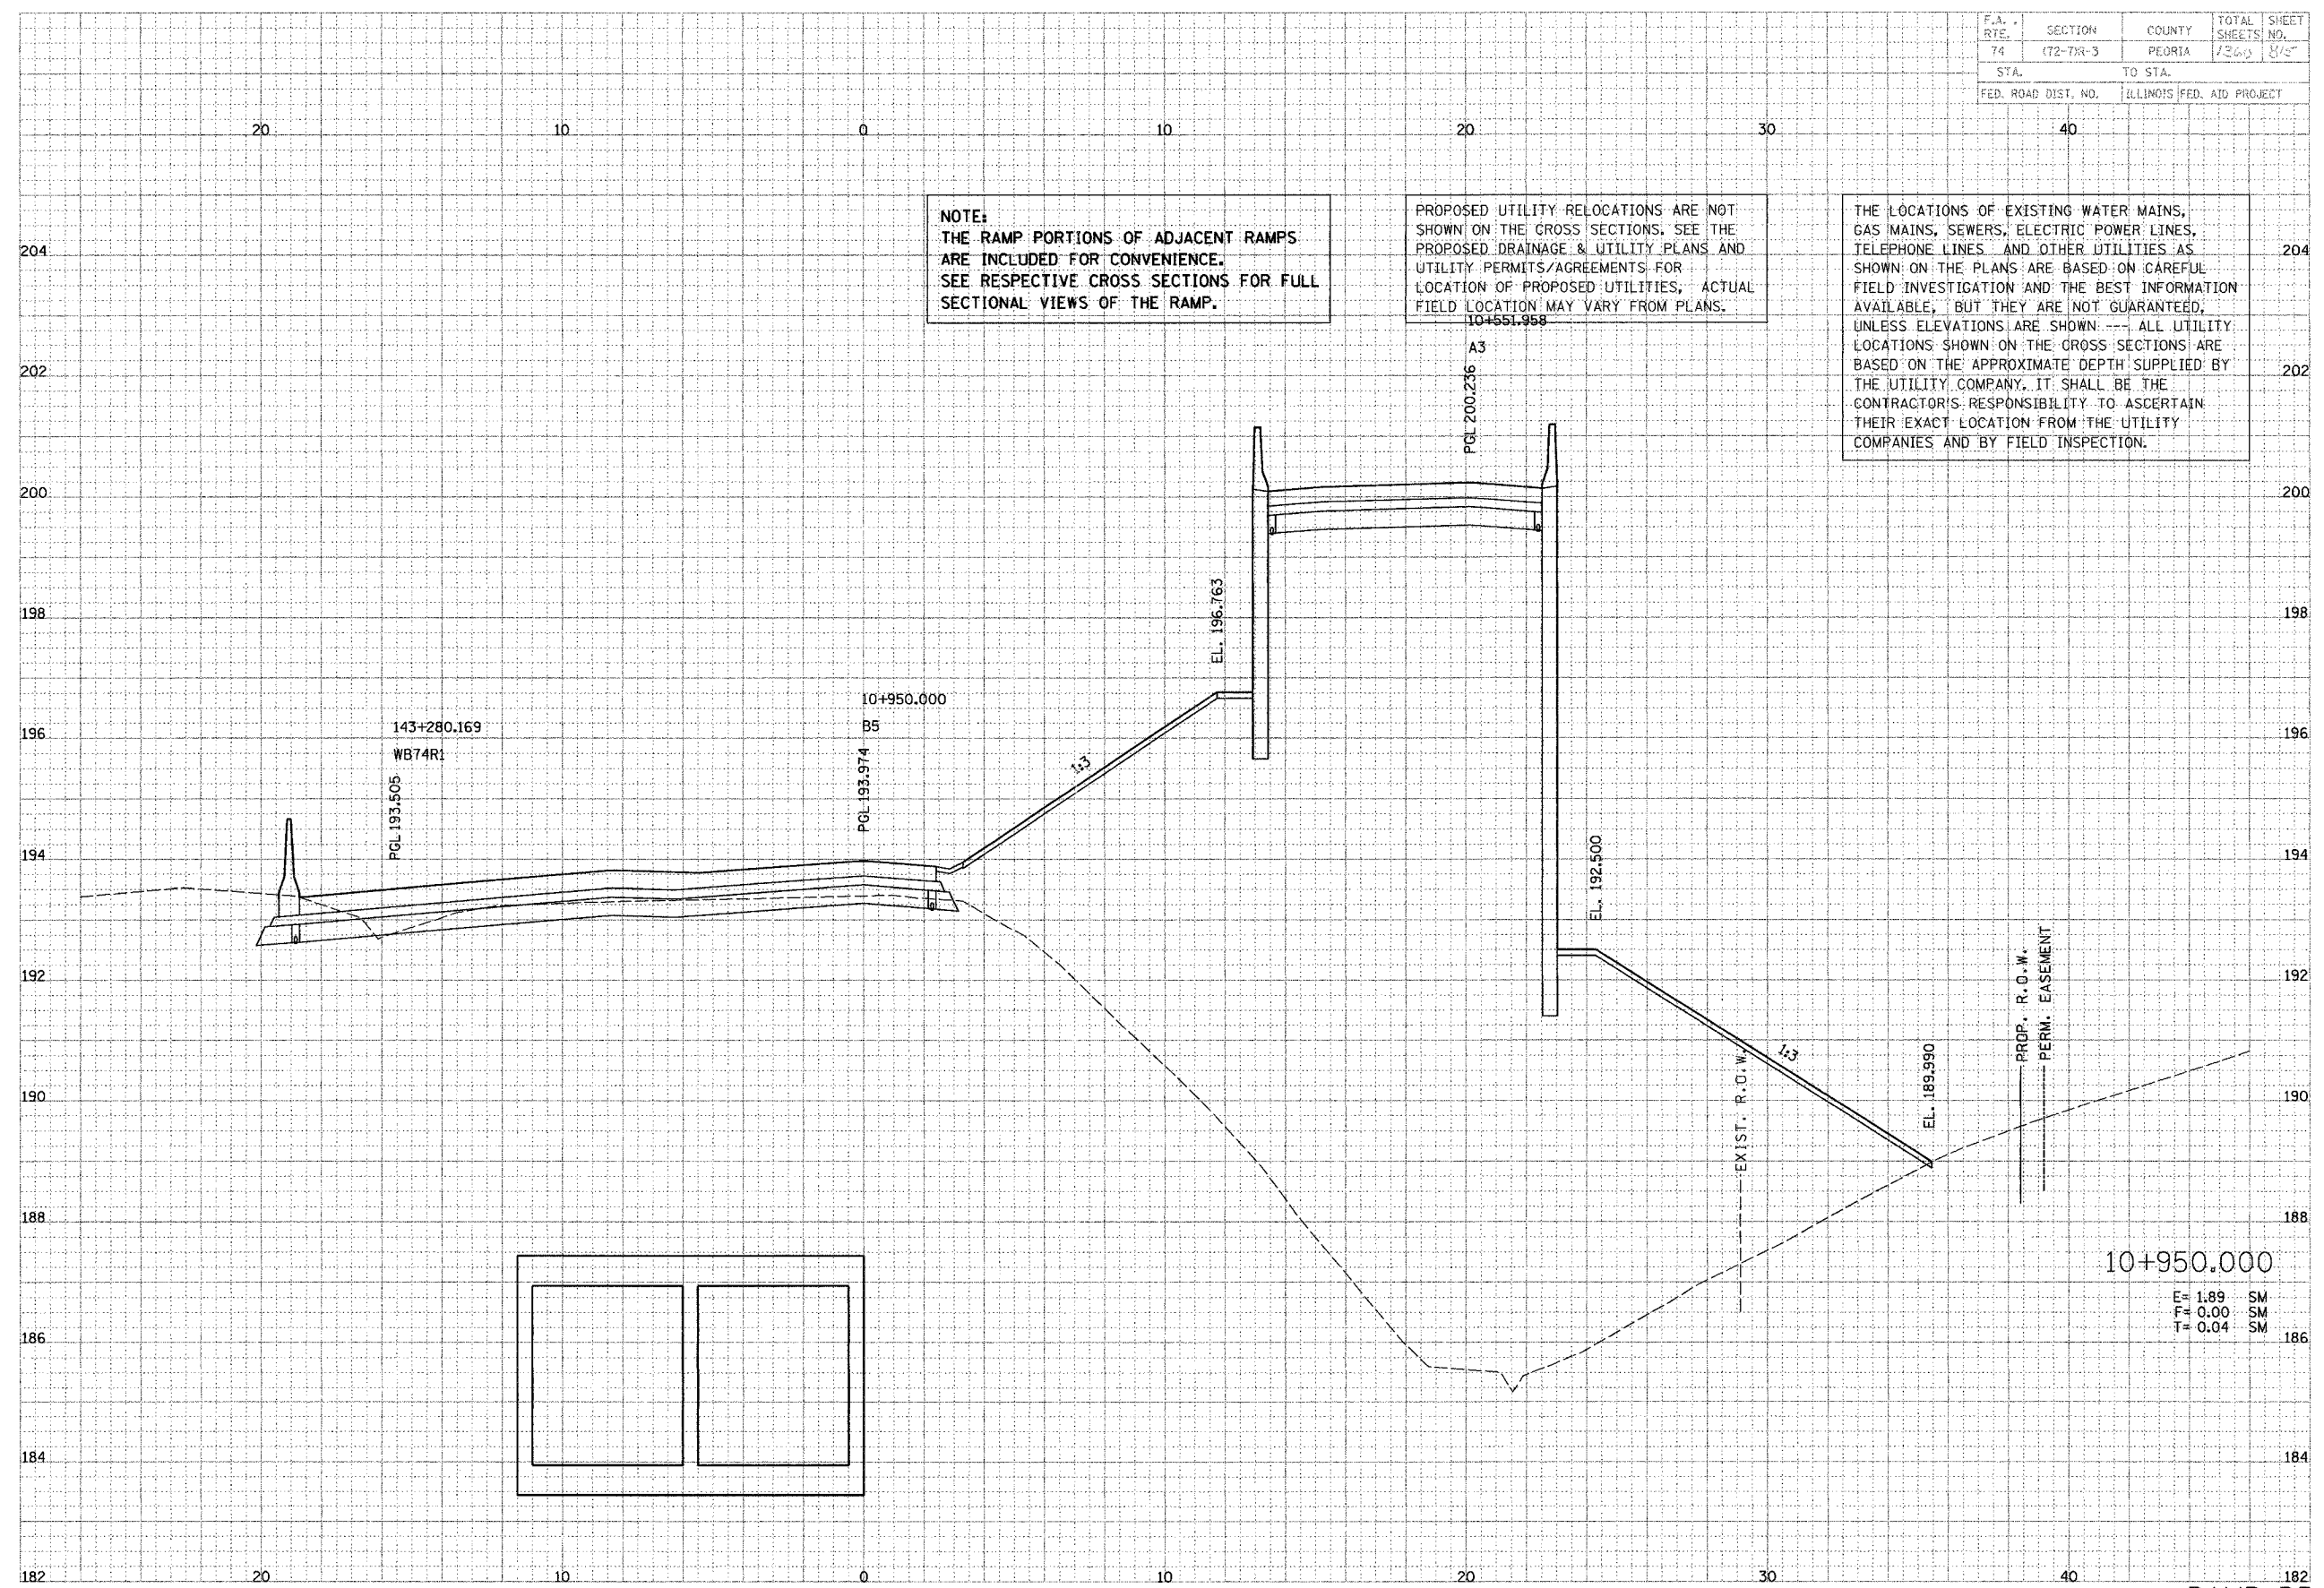 F.A. RTE. SECTION COUNTY TOTAL SHEETS SHEET NO.
74 (72-7)R-3 PEORIA 1360 815
STA. TO STA.
FED. ROAD DIST. NO. ILLINOIS FED. AID PROJECT
20 10 0 10 20 30 40
NOTE:
THE RAMP PORTIONS OF ADJACENT RAMPS
ARE INCLUDED FOR CONVENIENCE.
SEE RESPECTIVE CROSS SECTIONS FOR FULL
SECTIONAL VIEWS OF THE RAMP.
PROPOSED UTILITY RELOCATIONS ARE NOT
SHOWN ON THE CROSS SECTIONS. SEE THE
PROPOSED DRAINAGE & UTILITY PLANS AND
UTILITY PERMITS/AGREEMENTS FOR
LOCATION OF PROPOSED UTILITIES, ACTUAL
FIELD LOCATION MAY VARY FROM PLANS.
THE LOCATIONS OF EXISTING WATER MAINS,
GAS MAINS, SEWERS, ELECTRIC POWER LINES,
TELEPHONE LINES AND OTHER UTILITIES AS
SHOWN ON THE PLANS ARE BASED ON CAREFUL
FIELD INVESTIGATION AND THE BEST INFORMATION
AVAILABLE, BUT THEY ARE NOT GUARANTEED,
UNLESS ELEVATIONS ARE SHOWN --- ALL UTILITY
LOCATIONS SHOWN ON THE CROSS SECTIONS ARE
BASED ON THE APPROXIMATE DEPTH SUPPLIED BY
THE UTILITY COMPANY. IT SHALL BE THE
CONTRACTOR'S RESPONSIBILITY TO ASCERTAIN
THEIR EXACT LOCATION FROM THE UTILITY
COMPANIES AND BY FIELD INSPECTION.
204 204
10+551.958
A3
PGL 200.236
202 202
200 200
198 198
EL. 196.763
10+950.000
B5
PGL 193.974
143+280.169
WB74R1
PGL 193.505
196 196
1:3
194 194
EL. 192.500
192 192
PROP. R.O.W.
PERM. EASEMENT
1:3
EXIST. R.O.W.
EL. 189.990
190 190
188 188
10+950.000
E= 1.89 SM
F= 0.00 SM
T= 0.04 SM
186 186
184 184
182 20 10 0 10 20 30 40 182